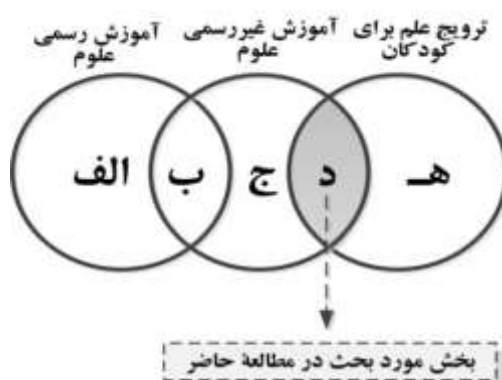 ترویج علم برای
کودکان
آموزش غیررسمی
علوم
آموزش رسمی
علوم
هـ
د
ج
ب
الف
بخش مورد بحث در مطالعهٔ حاضر